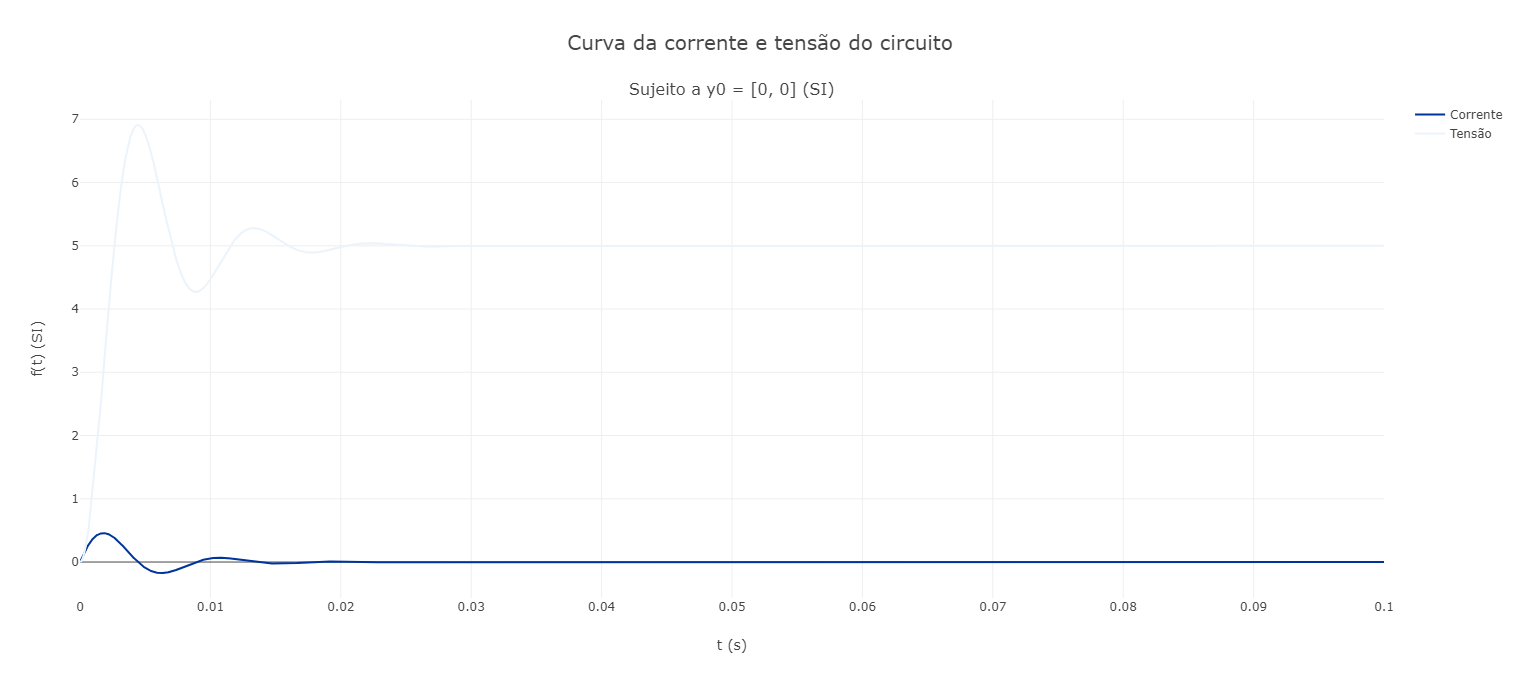 Curva da corrente e tensão do circuito
Sujeito a y0 = [0, 0] (SI)
Corrente
Tensão
f(t) (SI)
7
6
5
4
3
2
1
0
0 0.01 0.02 0.03 0.04 0.05 0.06 0.07 0.08 0.09 0.1
t (s)